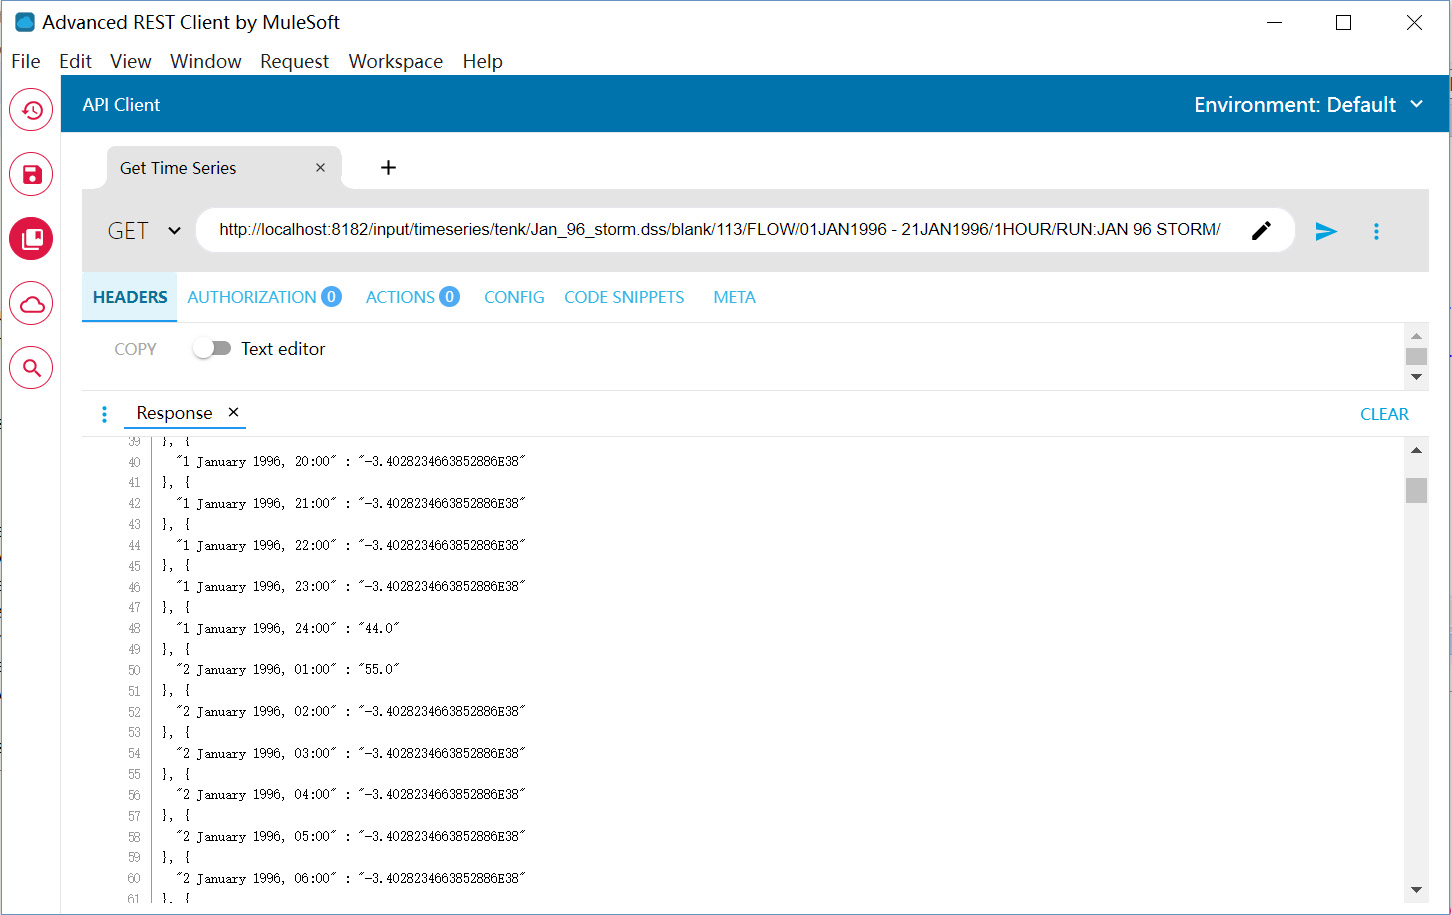 Advanced REST Client by MuleSoft
File Edit View Window Request Workspace Help
API Client
Environment: Default
Get Time Series
GET http://localhost:8182/input/timeseries/tenk/Jan_96_storm.dss/blank/113/FLOW/01JAN1996 - 21JAN1996/1HOUR/RUN:JAN 96 STORM/
HEADERS AUTHORIZATION 0 ACTIONS 0 CONFIG CODE SNIPPETS META
COPY Text editor
Response
CLEAR
39 }, {
40 "1 January 1996, 20:00" : "-3.4028234663852886E38"
41 }, {
42 "1 January 1996, 21:00" : "-3.4028234663852886E38"
43 }, {
44 "1 January 1996, 22:00" : "-3.4028234663852886E38"
45 }, {
46 "1 January 1996, 23:00" : "-3.4028234663852886E38"
47 }, {
48 "1 January 1996, 24:00" : "44.0"
49 }, {
50 "2 January 1996, 01:00" : "55.0"
51 }, {
52 "2 January 1996, 02:00" : "-3.4028234663852886E38"
53 }, {
54 "2 January 1996, 03:00" : "-3.4028234663852886E38"
55 }, {
56 "2 January 1996, 04:00" : "-3.4028234663852886E38"
57 }, {
58 "2 January 1996, 05:00" : "-3.4028234663852886E38"
59 }, {
60 "2 January 1996, 06:00" : "-3.4028234663852886E38"
61 }, {